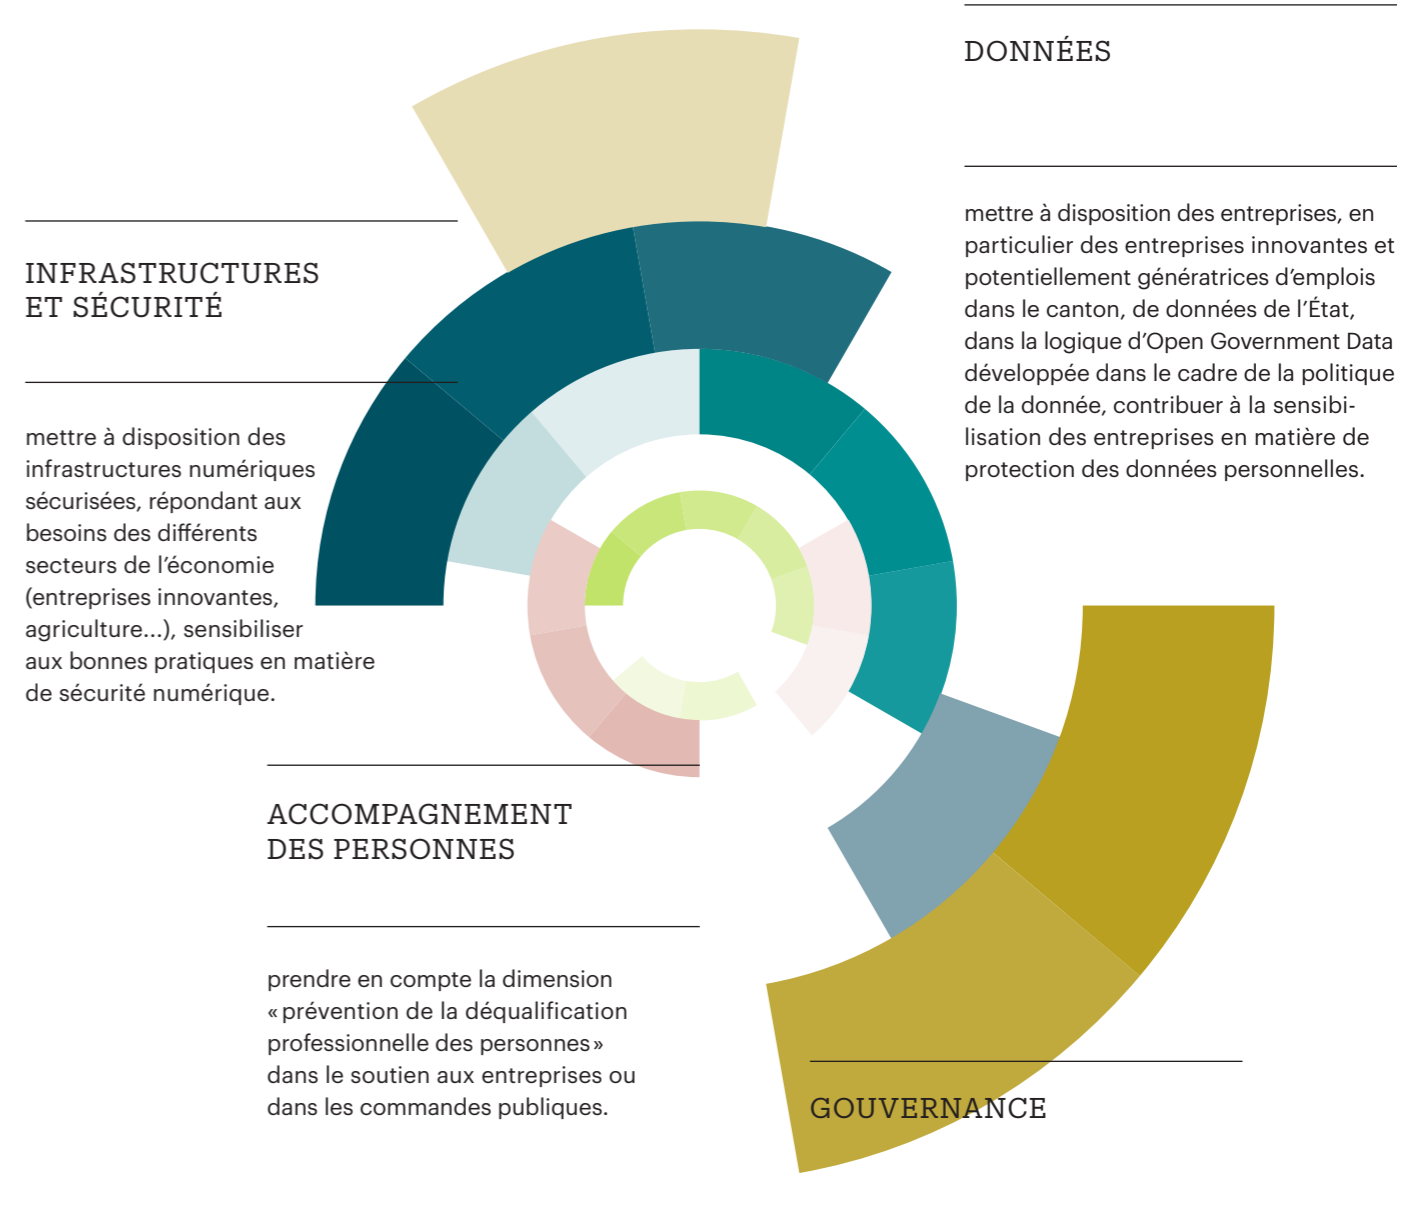 DONNÉES
mettre à disposition des entreprises, en
particulier des entreprises innovantes et
potentiellement génératrices d’emplois
dans le canton, de données de l’État,
dans la logique d’Open Government Data
développée dans le cadre de la politique
de la donnée, contribuer à la sensibi-
lisation des entreprises en matière de
protection des données personnelles.
INFRASTRUCTURES
ET SÉCURITÉ
mettre à disposition des
infrastructures numériques
sécurisées, répondant aux
besoins des différents
secteurs de l’économie
(entreprises innovantes,
agriculture...), sensibiliser
aux bonnes pratiques en matière
de sécurité numérique.
ACCOMPAGNEMENT
DES PERSONNES
prendre en compte la dimension
«prévention de la déqualification
professionnelle des personnes»
dans le soutien aux entreprises ou
dans les commandes publiques.
GOUVERNANCE